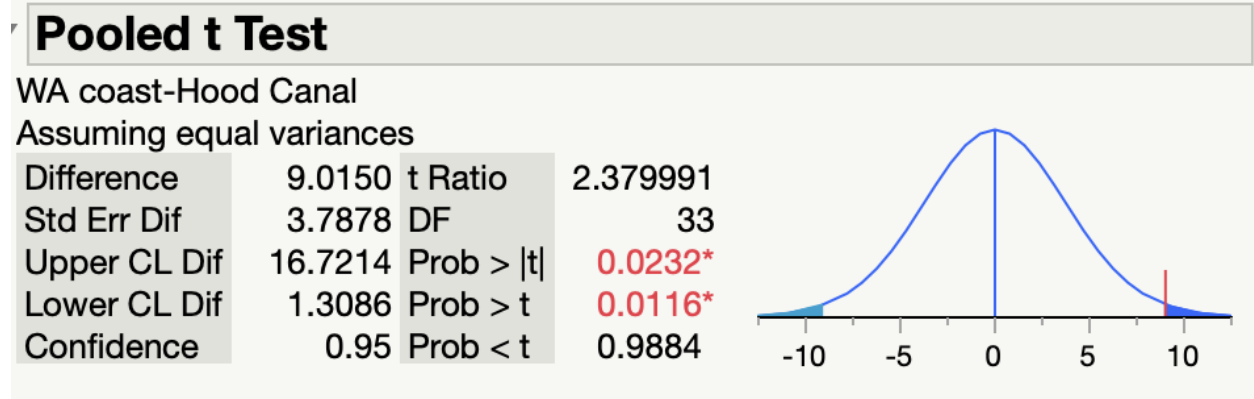 Pooled t Test
WA coast-Hood Canal
Assuming equal variances
Difference 9.0150 t Ratio 2.379991
Std Err Dif 3.7878 DF 33
Upper CL Dif 16.7214 Prob > |t| 0.0232*
Lower CL Dif 1.3086 Prob > t 0.0116*
Confidence 0.95 Prob < t 0.9884
-10 -5 0 5 10